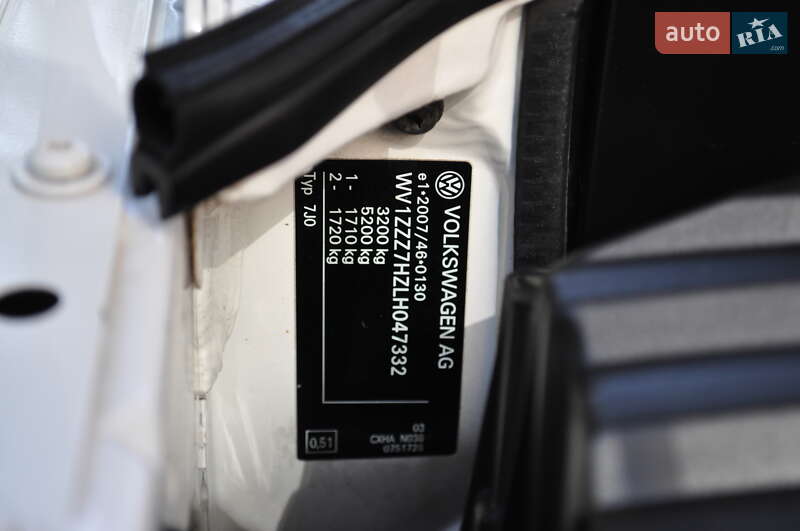 auto
RIA
.com
VOLKSWAGEN AG
e1*2007/46*0130
WV1ZZZ7HZLH047332
3200 kg
5200 kg
1 - 1710 kg
2 - 1720 kg
Typ 7J0
03
CXHA N030
0,51